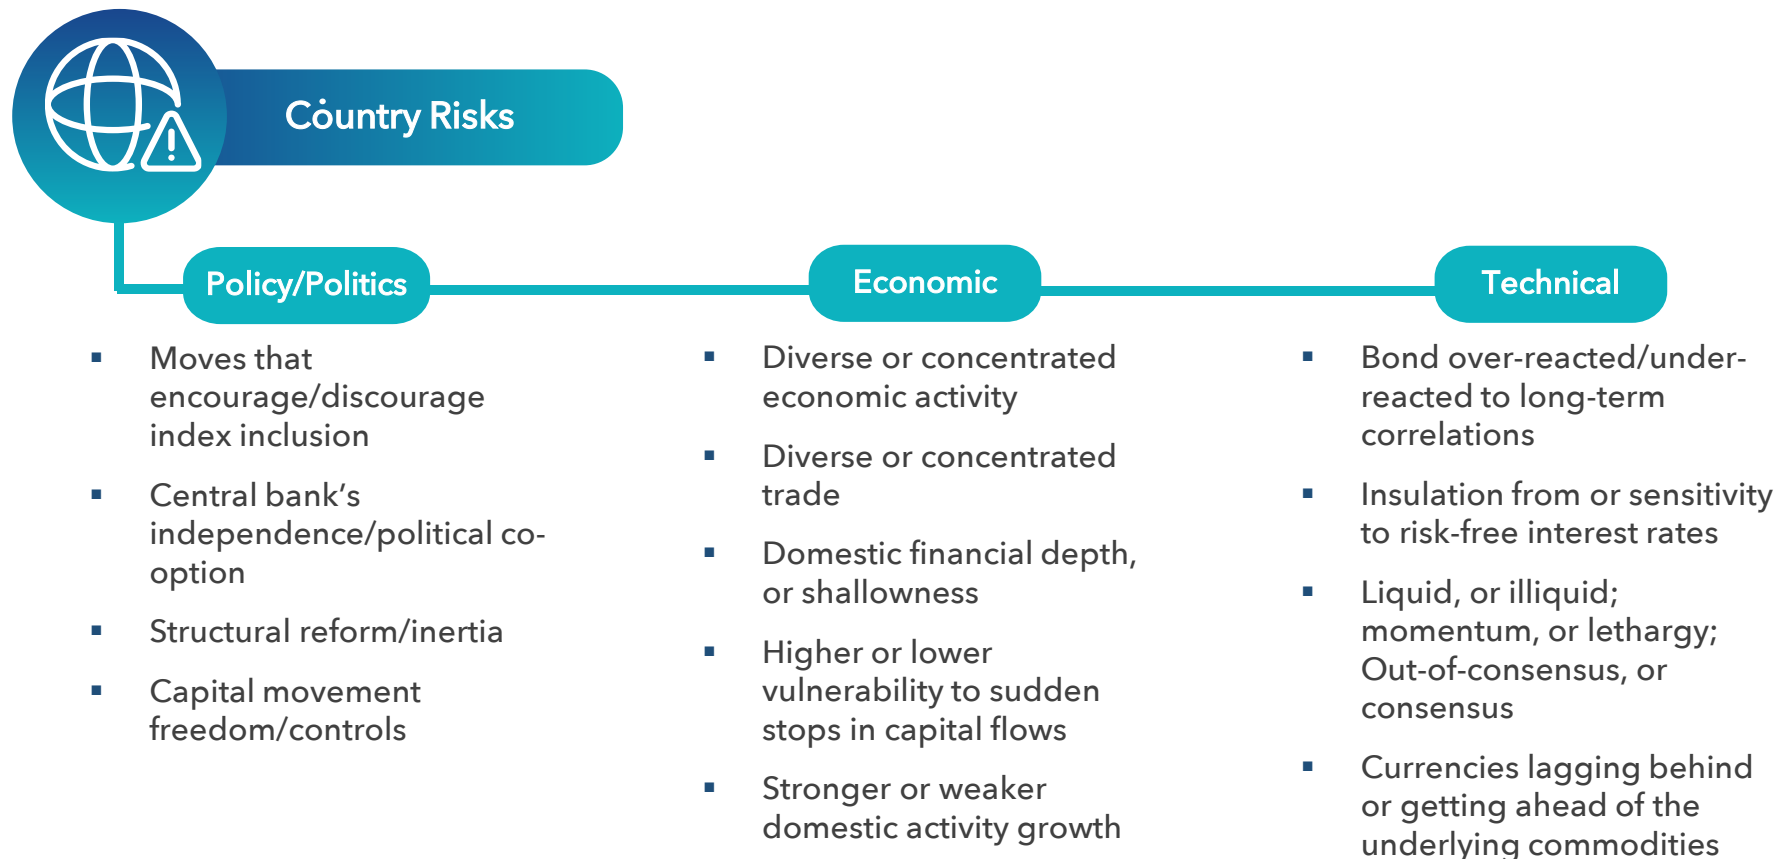 Country Risks
Policy/Politics
▪ Moves that
encourage/discourage
index inclusion
▪ Central bank’s
independence/political co-
option
▪ Structural reform/inertia
▪ Capital movement
freedom/controls
Economic
▪ Diverse or concentrated
economic activity
▪ Diverse or concentrated
trade
▪ Domestic financial depth,
or shallowness
▪ Higher or lower
vulnerability to sudden
stops in capital flows
▪ Stronger or weaker
domestic activity growth
Technical
▪ Bond over-reacted/under-
reacted to long-term
correlations
▪ Insulation from or sensitivity
to risk-free interest rates
▪ Liquid, or illiquid;
momentum, or lethargy;
Out-of-consensus, or
consensus
▪ Currencies lagging behind
or getting ahead of the
underlying commodities